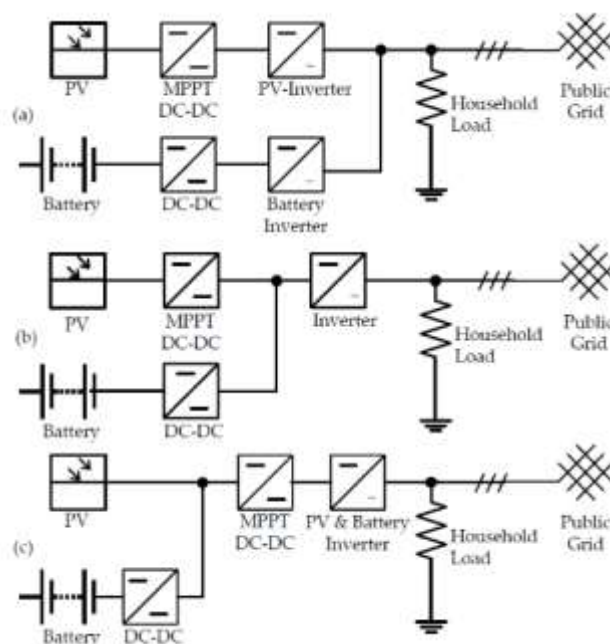 PV
MPPT
DC-DC
PV-Inverter
Household
Load
Public
Grid
(a)
Battery
DC-DC
Battery
Inverter
PV
MPPT
DC-DC
Inverter
Household
Load
Public
Grid
(b)
Battery
DC-DC
PV
MPPT
DC-DC
PV & Battery
Inverter
Household
Load
Public
Grid
(c)
Battery
DC-DC